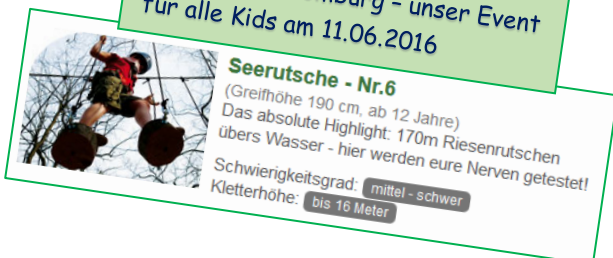 – unser Event
für alle Kids am 11.06.2016
Seerutsche - Nr.6
(Greifhöhe 190 cm, ab 12 Jahre)
Das absolute Highlight: 170m Riesenrutschen
übers Wasser - hier werden eure Nerven getestet!
Schwierigkeitsgrad: mittel - schwer
Kletterhöhe: bis 16 Meter